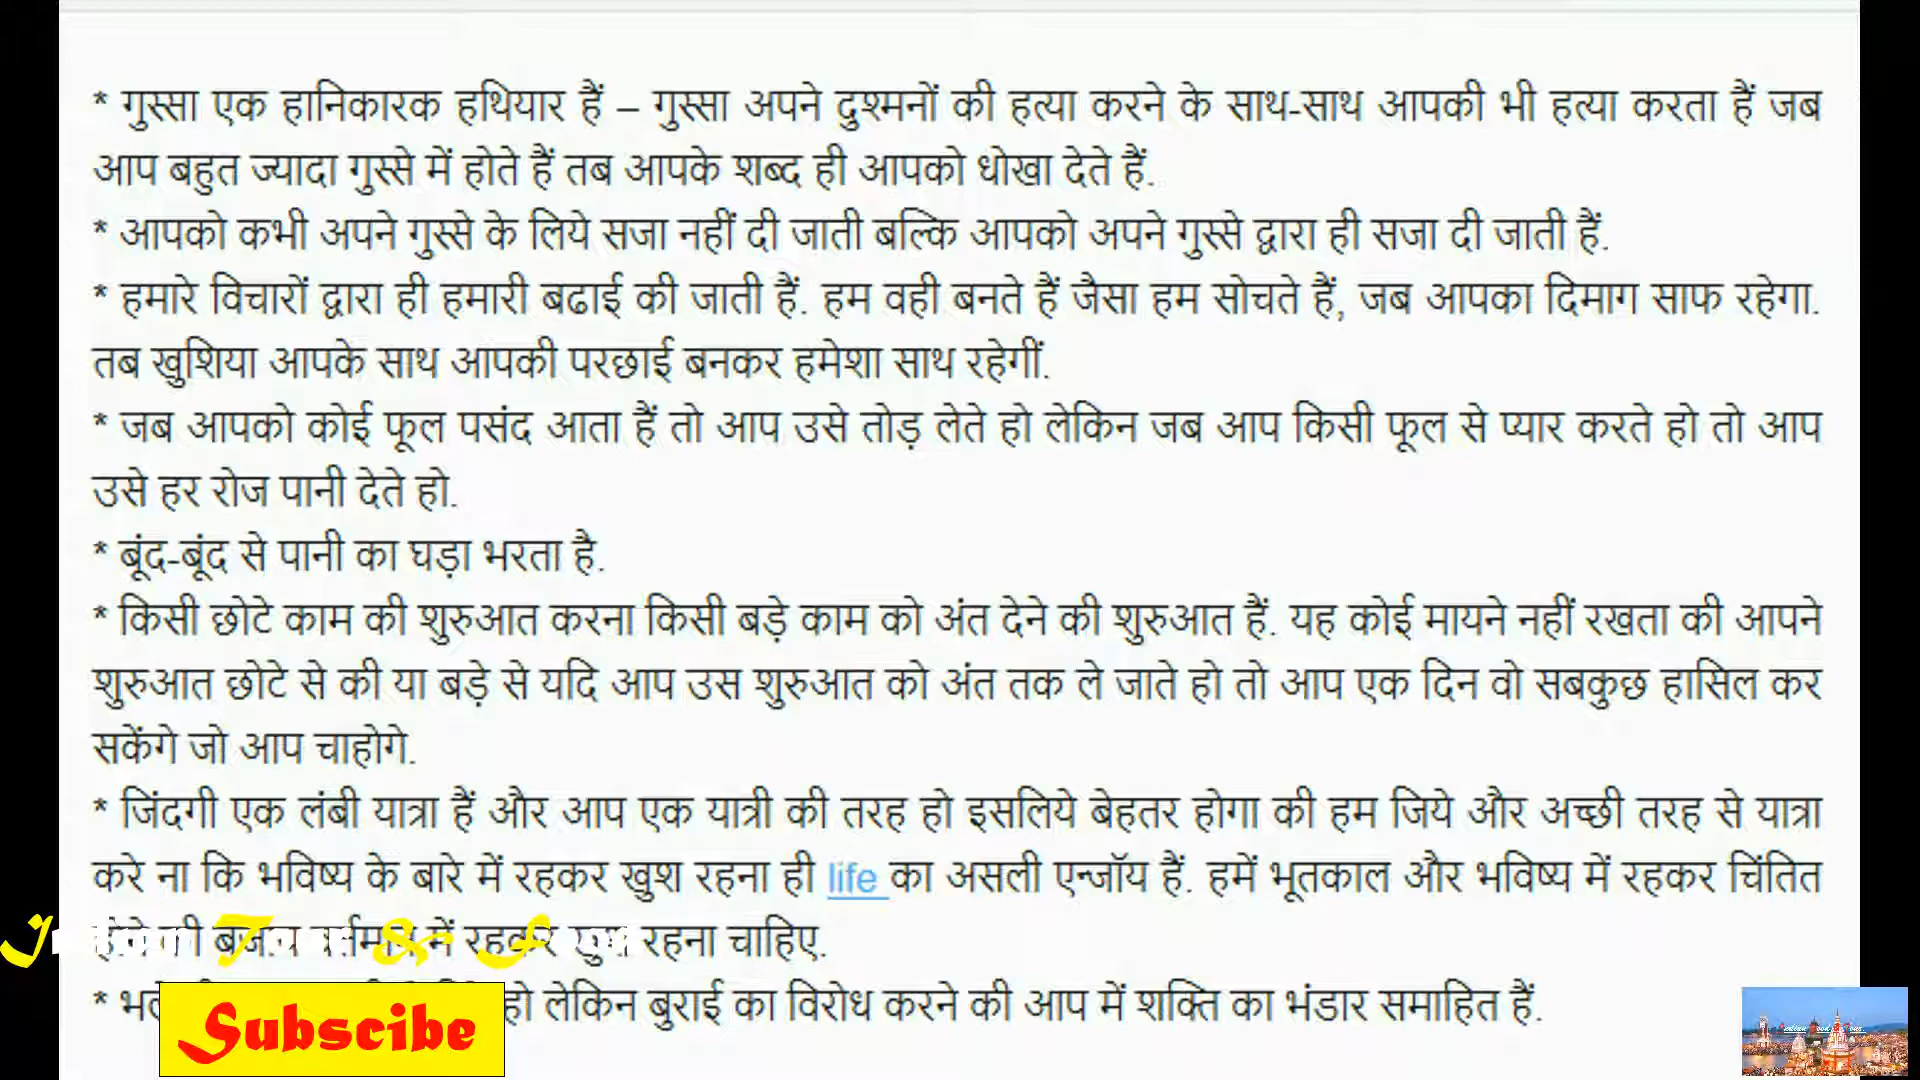 * गुस्सा एक हानिकारक हथियार हैं – गुस्सा अपने दुश्मनों की हत्या करने के साथ-साथ आपकी भी हत्या करता हैं जब
आप बहुत ज्यादा गुस्से में होते हैं तब आपके शब्द ही आपको धोखा देते हैं.
* आपको कभी अपने गुस्से के लिये सजा नहीं दी जाती बल्कि आपको अपने गुस्से द्वारा ही सजा दी जाती हैं.
* हमारे विचारों द्वारा ही हमारी बढाई की जाती हैं. हम वही बनते हैं जैसा हम सोचते हैं, जब आपका दिमाग साफ रहेगा.
तब खुशिया आपके साथ आपकी परछाई बनकर हमेशा साथ रहेगीं.
* जब आपको कोई फूल पसंद आता हैं तो आप उसे तोड़ लेते हो लेकिन जब आप किसी फूल से प्यार करते हो तो आप
उसे हर रोज पानी देते हो.
* बूंद-बूंद से पानी का घड़ा भरता है.
* किसी छोटे काम की शुरुआत करना किसी बड़े काम को अंत देने की शुरुआत हैं. यह कोई मायने नहीं रखता की आपने
शुरुआत छोटे से की या बड़े से यदि आप उस शुरुआत को अंत तक ले जाते हो तो आप एक दिन वो सबकुछ हासिल कर
सकेंगे जो आप चाहोगे.
* जिंदगी एक लंबी यात्रा हैं और आप एक यात्री की तरह हो इसलिये बेहतर होगा की हम जिये और अच्छी तरह से यात्रा
करे ना कि भविष्य के बारे में रहकर खुश रहना ही life का असली एन्जॉय हैं. हमें भूतकाल और भविष्य में रहकर चिंतित
में रहकर रहना चाहिए.
Indian Tour & Food
* हो लेकिन बुराई का विरोध करने की आप में शक्ति का भंडार समाहित हैं.
Subscibe